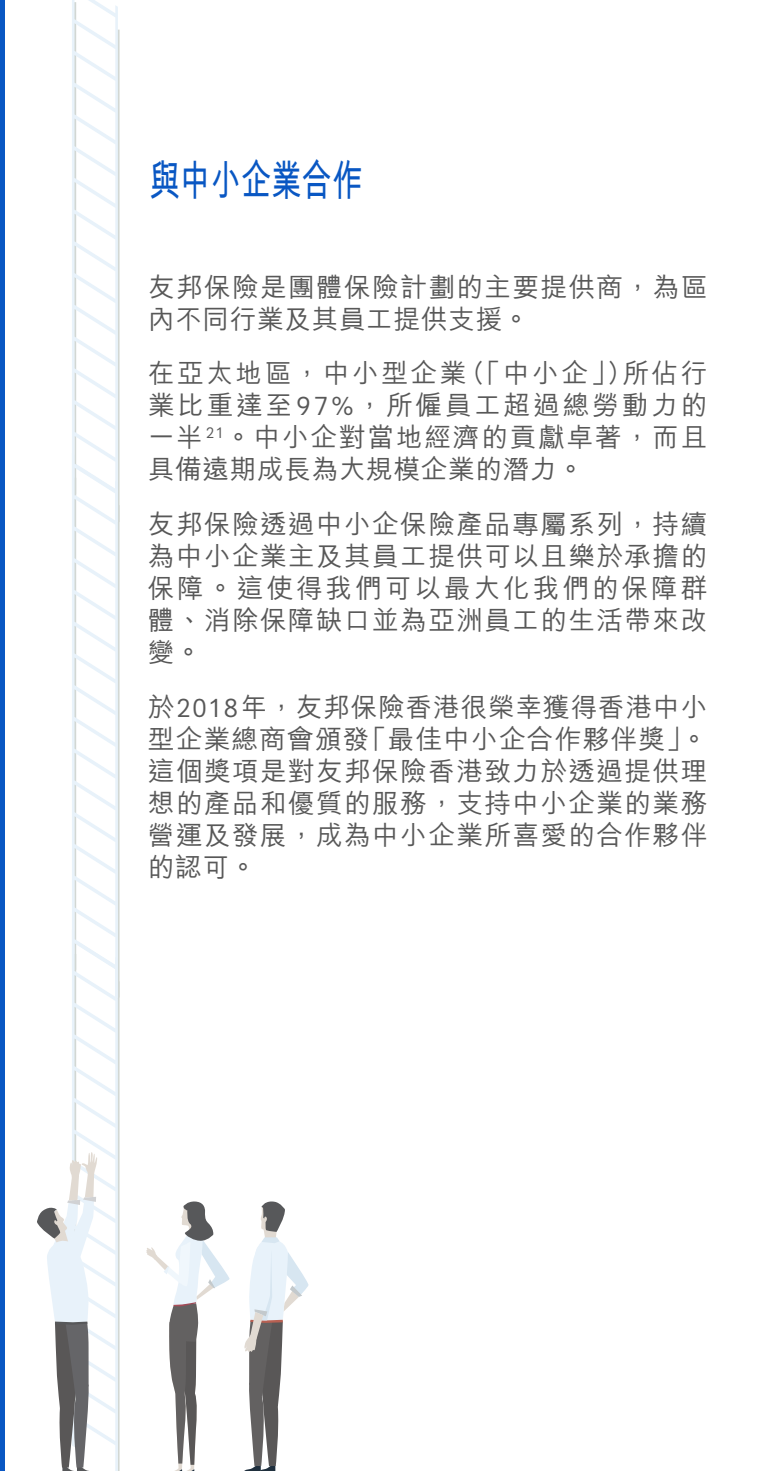 與中小企業合作
友邦保險是團體保險計劃的主要提供商，為區
內不同行業及其員工提供支援。
在亞太地區，中小型企業(「中小企」)所佔行
業比重達至97%，所僱員工超過總勞動力的
一半21。中小企對當地經濟的貢獻卓著，而且
具備遠期成長為大規模企業的潛力。
友邦保險透過中小企保險產品專屬系列，持續
為中小企業主及其員工提供可以且樂於承擔的
保障。這使得我們可以最大化我們的保障群
體、消除保障缺口並為亞洲員工的生活帶來改
變。
於2018年，友邦保險香港很榮幸獲得香港中小
型企業總商會頒發「最佳中小企合作夥伴獎」。
這個獎項是對友邦保險香港致力於透過提供理
想的產品和優質的服務，支持中小企業的業務
營運及發展，成為中小企業所喜愛的合作夥伴
的認可。